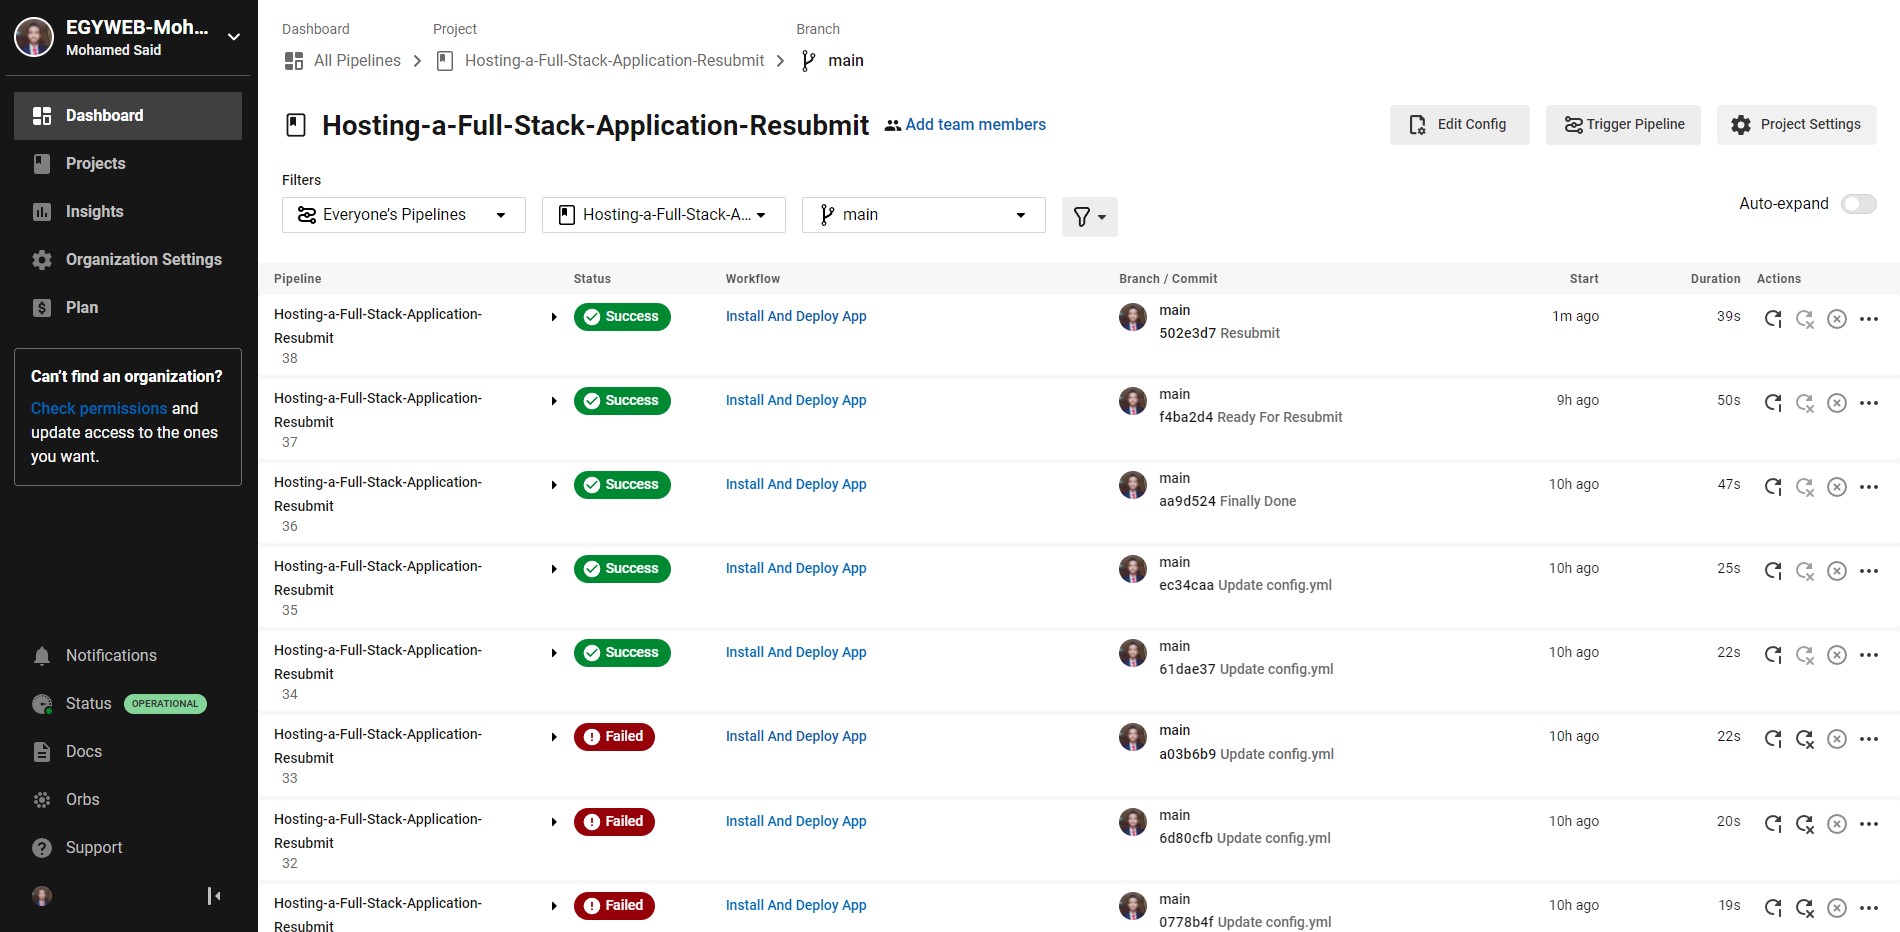 EGYWEB-Moh...
Mohamed Said
Dashboard
Projects
Insights
Organization Settings
Plan
Can't find an organization?
Check permissions and
update access to the ones
you want.
Notifications
Status OPERATIONAL
Docs
Orbs
Support
Dashboard Project Branch
All Pipelines Hosting-a-Full-Stack-Application-Resubmit main
Hosting-a-Full-Stack-Application-Resubmit Add team members
Edit Config Trigger Pipeline Project Settings
Filters
Everyone's Pipelines Hosting-a-Full-Stack-A... main
Auto-expand
Pipeline Status Workflow Branch / Commit Start Duration Actions
Hosting-a-Full-Stack-Application-
Resubmit
38
Success Install And Deploy App
main
502e3d7 Resubmit
1m ago 39s
Hosting-a-Full-Stack-Application-
Resubmit
37
Success Install And Deploy App
main
f4ba2d4 Ready For Resubmit
9h ago 50s
Hosting-a-Full-Stack-Application-
Resubmit
36
Success Install And Deploy App
main
aa9d524 Finally Done
10h ago 47s
Hosting-a-Full-Stack-Application-
Resubmit
35
Success Install And Deploy App
main
ec34caa Update config.yml
10h ago 25s
Hosting-a-Full-Stack-Application-
Resubmit
34
Success Install And Deploy App
main
61dae37 Update config.yml
10h ago 22s
Hosting-a-Full-Stack-Application-
Resubmit
33
Failed Install And Deploy App
main
a03b6b9 Update config.yml
10h ago 22s
Hosting-a-Full-Stack-Application-
Resubmit
32
Failed Install And Deploy App
main
6d80cfb Update config.yml
10h ago 20s
Hosting-a-Full-Stack-Application-
Resubmit
Failed Install And Deploy App
main
0778b4f Update config.yml
10h ago 19s